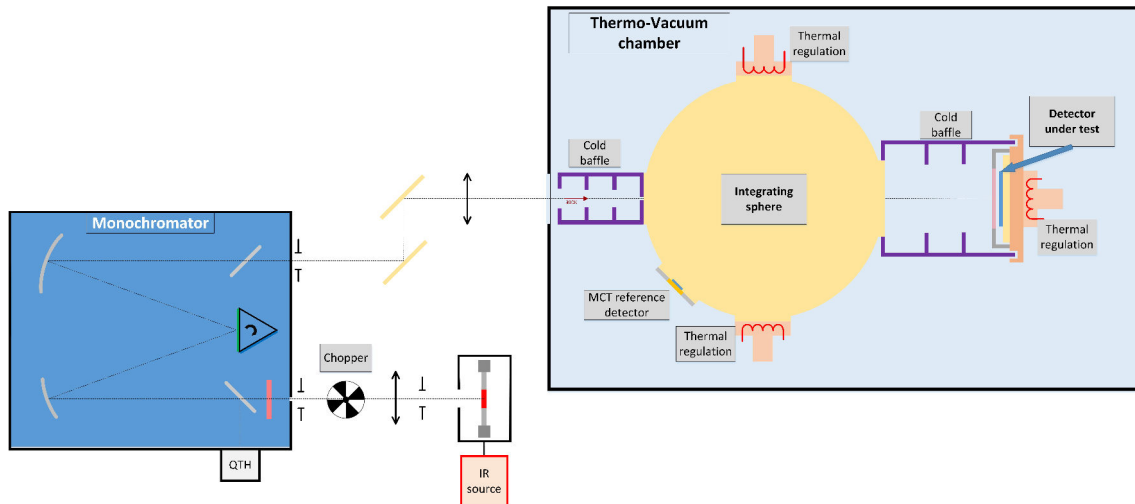 Thermo-Vacuum
chamber
Thermal
regulation
Cold
baffle
Detector
under test
Cold
baffle
Integrating
sphere
Monochromator
Thermal
regulation
MCT reference
detector
Thermal
regulation
Chopper
QTH
IR
source